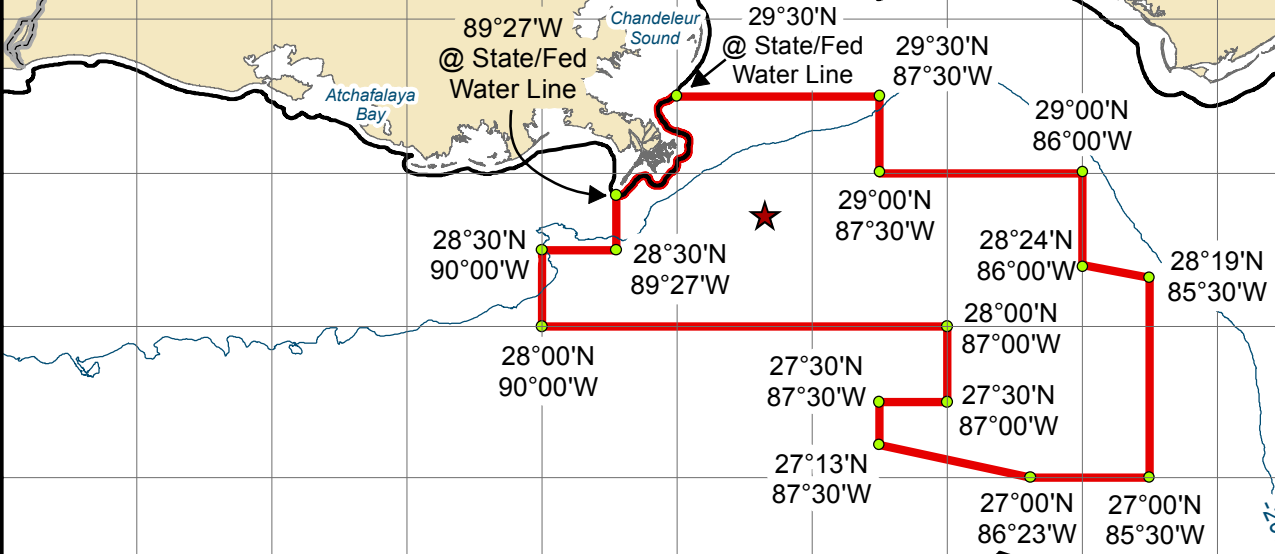 89°27'W
@ State/Fed
Water Line
Chandeleur
Sound
29°30'N
@ State/Fed
Water Line
29°30'N
87°30'W
Atchafalaya
Bay
29°00'N
86°00'W
29°00'N
87°30'W
28°30'N
90°00'W
28°30'N
89°27'W
28°24'N
86°00'W
28°19'N
85°30'W
28°00'N
87°00'W
28°00'N
90°00'W
27°30'N
87°30'W
27°30'N
87°00'W
27°13'N
87°30'W
27°00'N
86°23'W
27°00'N
85°30'W